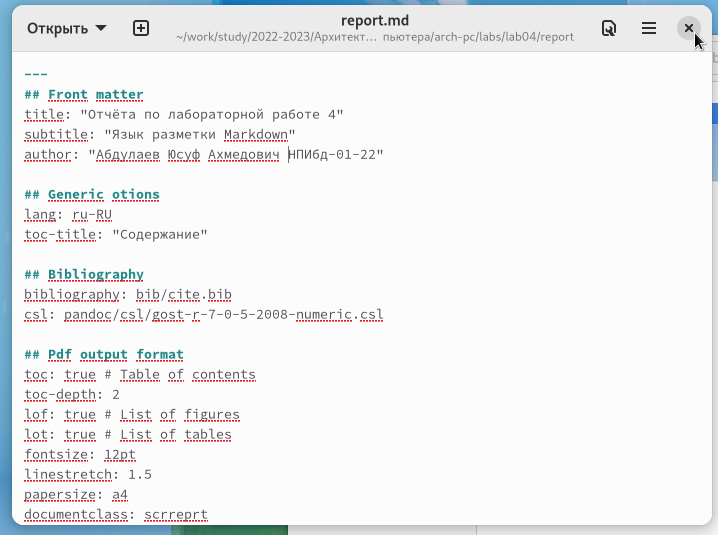 Открыть
report.md
~/work/study/2022-2023/Архитект… пьютера/arch-pc/labs/lab04/report
---
## Front matter
title: "Отчёта по лабораторной работе 4"
subtitle: "Язык разметки Markdown"
author: "Абдулаев Юсуф Ахмедович НПИбд-01-22"
## Generic otions
lang: ru-RU
toc-title: "Содержание"
## Bibliography
bibliography: bib/cite.bib
csl: pandoc/csl/gost-r-7-0-5-2008-numeric.csl
## Pdf output format
toc: true # Table of contents
toc-depth: 2
lof: true # List of figures
lot: true # List of tables
fontsize: 12pt
linestretch: 1.5
papersize: a4
documentclass: scrreprt